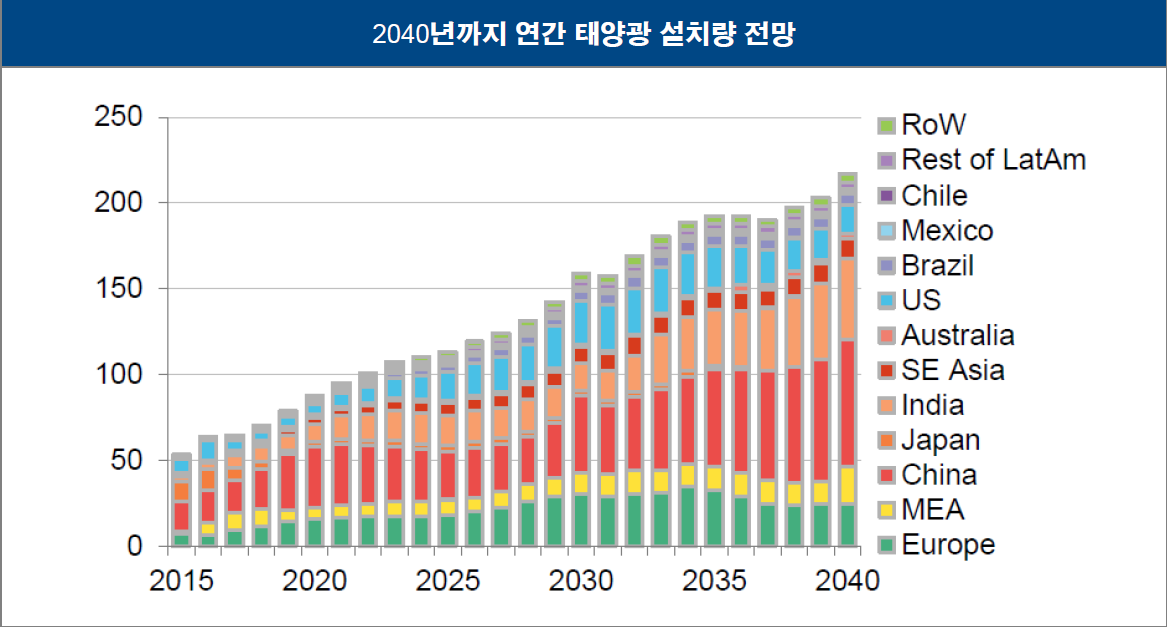 2040년까지 연간 태양광 설치량 전망
250
200
150
100
50
0
2015 2020 2025 2030 2035 2040
RoW
Rest of LatAm
Chile
Mexico
Brazil
US
Australia
SE Asia
India
Japan
China
MEA
Europe